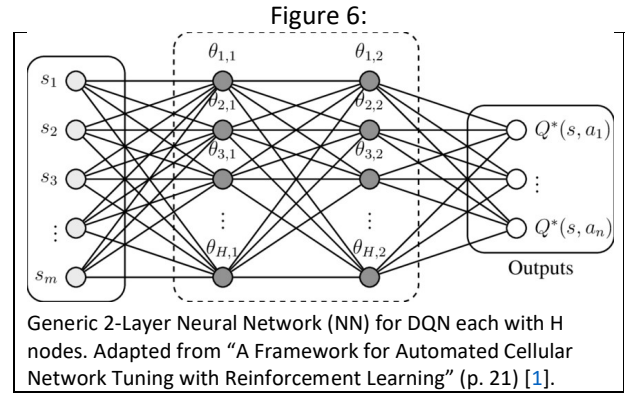 Figure 6:
θ1,1 θ1,2
s1
θ2,1 θ2,2
s2 Q*(s, a1)
θ3,1 θ3,2
s3
⋮ ⋮ ⋮ ⋮
θH,1 θH,2 Q*(s, an)
sm
Outputs
Generic 2-Layer Neural Network (NN) for DQN each with H
nodes. Adapted from “A Framework for Automated Cellular
Network Tuning with Reinforcement Learning” (p. 21) [1].